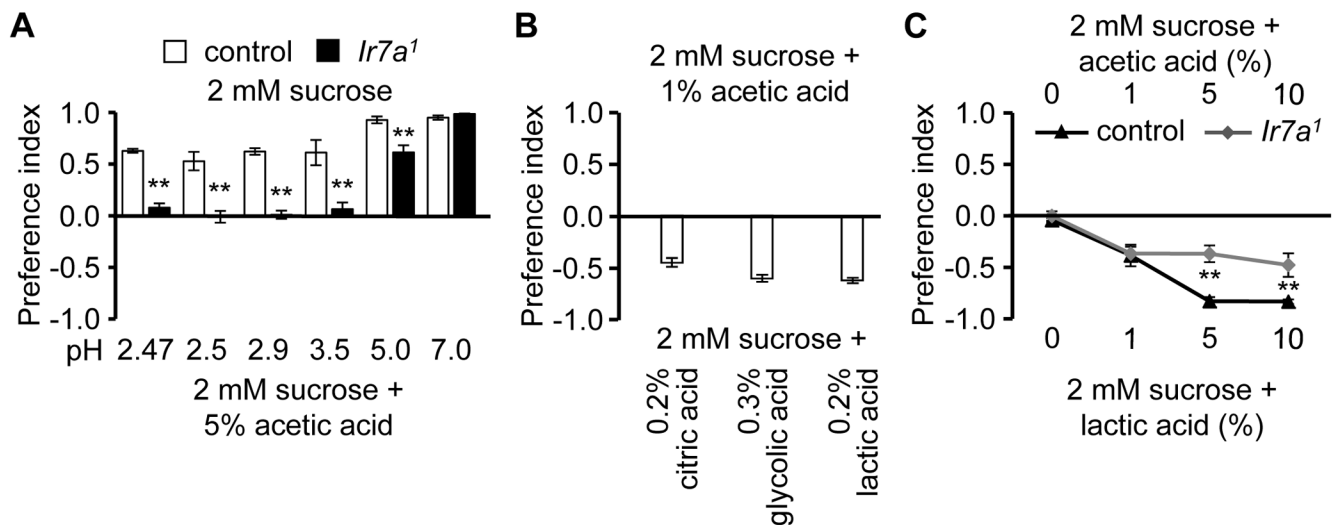 A
control Ir7a¹
2 mM sucrose
Preference index
1.0
0.5
0.0
-0.5
-1.0
** ** ** ** **
pH 2.47 2.5 2.9 3.5 5.0 7.0
2 mM sucrose +
5% acetic acid
B
2 mM sucrose +
1% acetic acid
Preference index
1.0
0.5
0.0
-0.5
-1.0
2 mM sucrose +
0.2%
citric acid
0.3%
glycolic acid
0.2%
lactic acid
C
2 mM sucrose +
acetic acid (%)
0 1 5 10
control Ir7a¹
Preference index
1.0
0.5
0.0
-0.5
-1.0
** **
0 1 5 10
2 mM sucrose +
lactic acid (%)